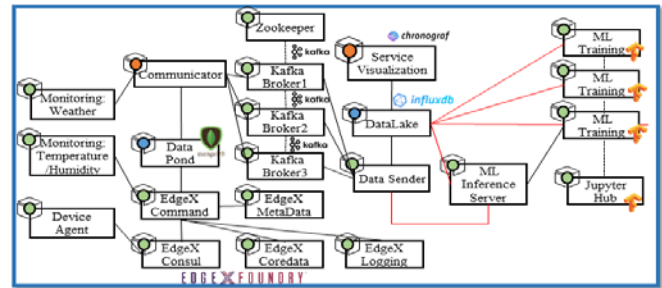 Zookeeper
kafka
chronograf
Service
Visualization
ML
Training
Communicator
Kafka
Broker1
kafka
influxdb
ML
Training
Monitoring:
Weather
Kafka
Broker2
DataLake
ML
Training
kafka
Monitoring:
Temperature
/Humidity
Data
Pond
Kafka
Broker3
Data Sender
ML
Inference
Server
Jupyter
Hub
EdgeX
Command
EdgeX
MetaData
Device
Agent
EdgeX
Consul
EdgeX
Coredata
EdgeX
Logging
EDGE X FOUNDRY